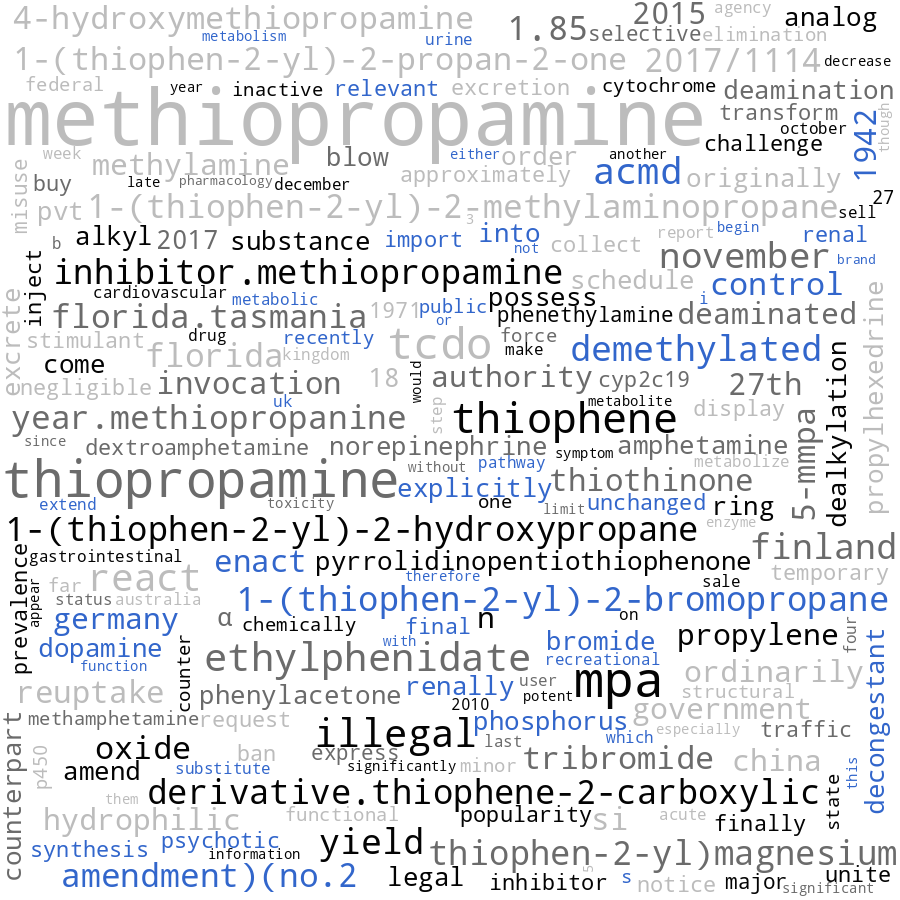 4-hydroxymethiopropamine 1.85 2015 agency analog
metabolism urine selective elimination
1-(thiophen-2-yl)-2-propan-2-one 2017/1114 decrease
federal year inactive relevant excretion cytochrome deamination
methiopropamine transform
october 1942 though
challenge
week methylamine blow either order another acmd originally
misuse buy late pharmacology december approximately
pvt 1-(thiophen-2-yl)-2-methylaminopropane 27
3 sell
b alkyl 2017 substance import into not collect report begin renal
november brand
inject inhibitor.methiopropamine schedule control
cardiovascular metabolic possess i
excrete florida.tasmania 1971 public phenethylamine deaminated propylhexedrine
or
stimulant drug recently tcdo force
come florida kingdom make demethylated
negligible invocation 18 would authority cyp2c19 27th dealkylation
uk metabolite
year.methiopropanine step thiophene display 5-mmpa
since dextroamphetamine norepinephrine symptom amphetamine
thiopropamine without pathway metabolize
explicitly thiothinone
extend toxicity one limit unchanged ring
1-(thiophen-2-yl)-2-hydroxypropane enzyme
prevalence gastrointestinal enact pyrrolidinopentiothiophenone finland
appear far react therefore sale temporary
status australia 1-(thiophen-2-yl)-2-bromopropane
germany α chemically final n on
dopamine counter with bromide propylene four decongestant
function ethylphenidate recreational
reuptake phenylacetone renally user mpa ordinarily
structural
potent
methamphetamine request 2010 phosphorus government
counterpart p450 oxide ban illegal last which especially traffic
express
amend substitute significantly minor tribromide china this
them derivative.thiophene-2-carboxylic state
hydrophilic functional popularity si acute finally
synthesis psychotic information yield thiophen-2-yl)magnesium
amendment)(no.2 legal inhibitor 5 s notice major unite
significant